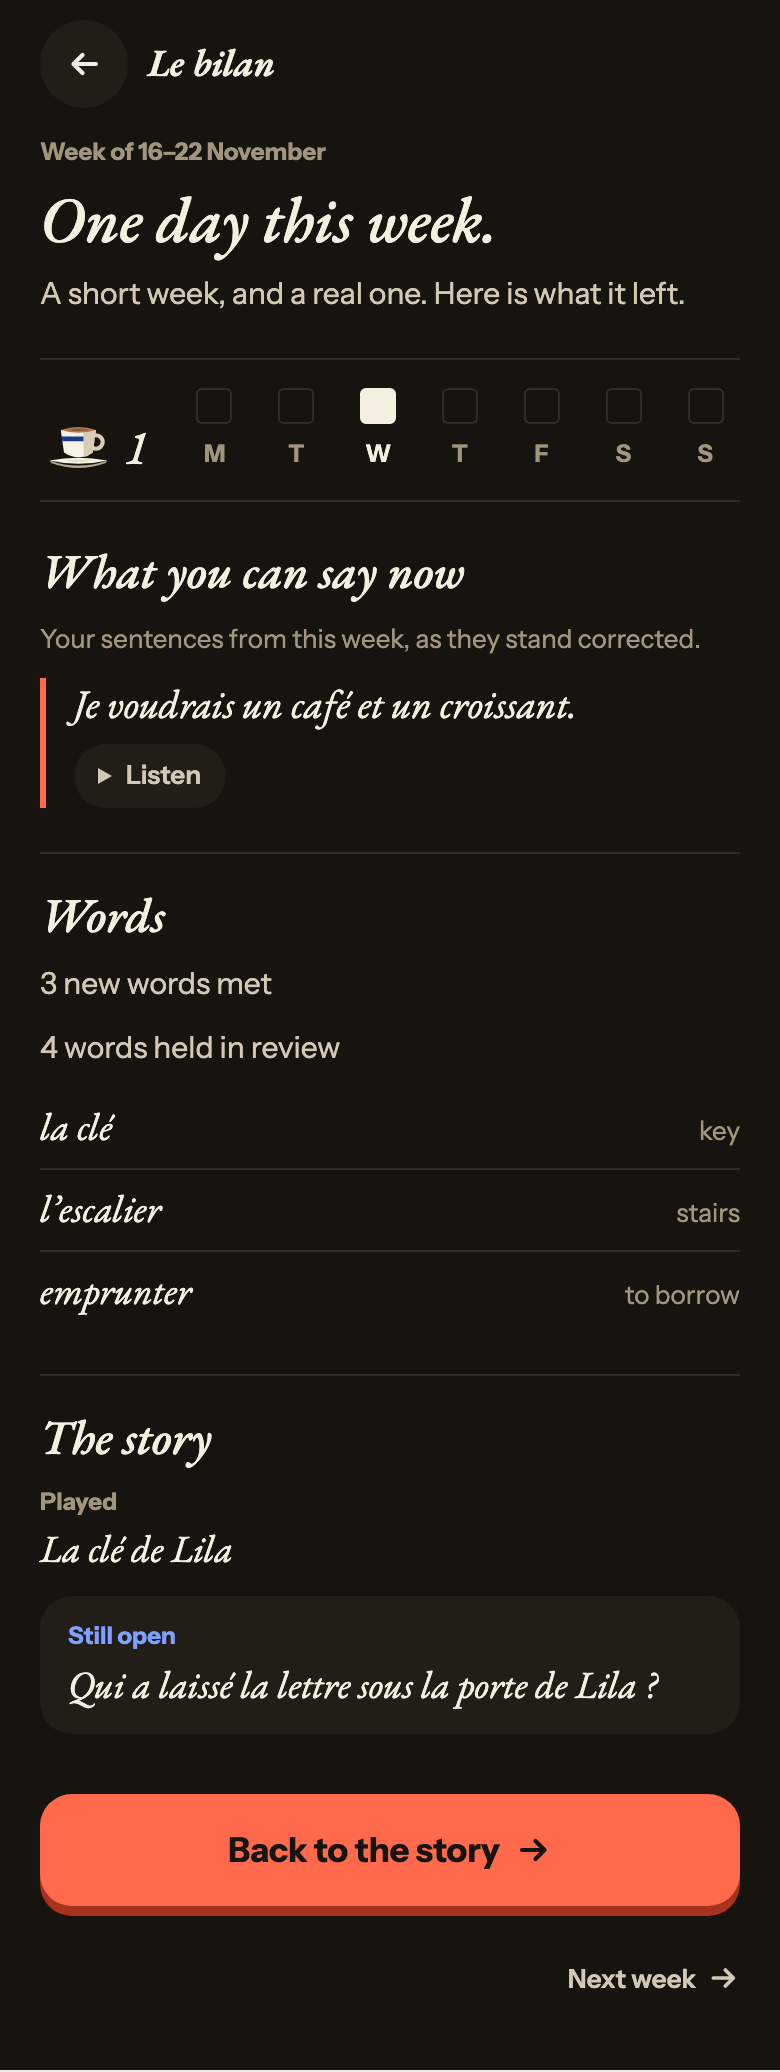 Le bilan
Week of 16–22 November
One day this week.
A short week, and a real one. Here is what it left.
1
M T W T F S S
What you can say now
Your sentences from this week, as they stand corrected.
Je voudrais un café et un croissant.
Listen
Words
3 new words met
4 words held in review
la clé key
l’escalier stairs
emprunter to borrow
The story
Played
La clé de Lila
Still open
Qui a laissé la lettre sous la porte de Lila ?
Back to the story
Next week